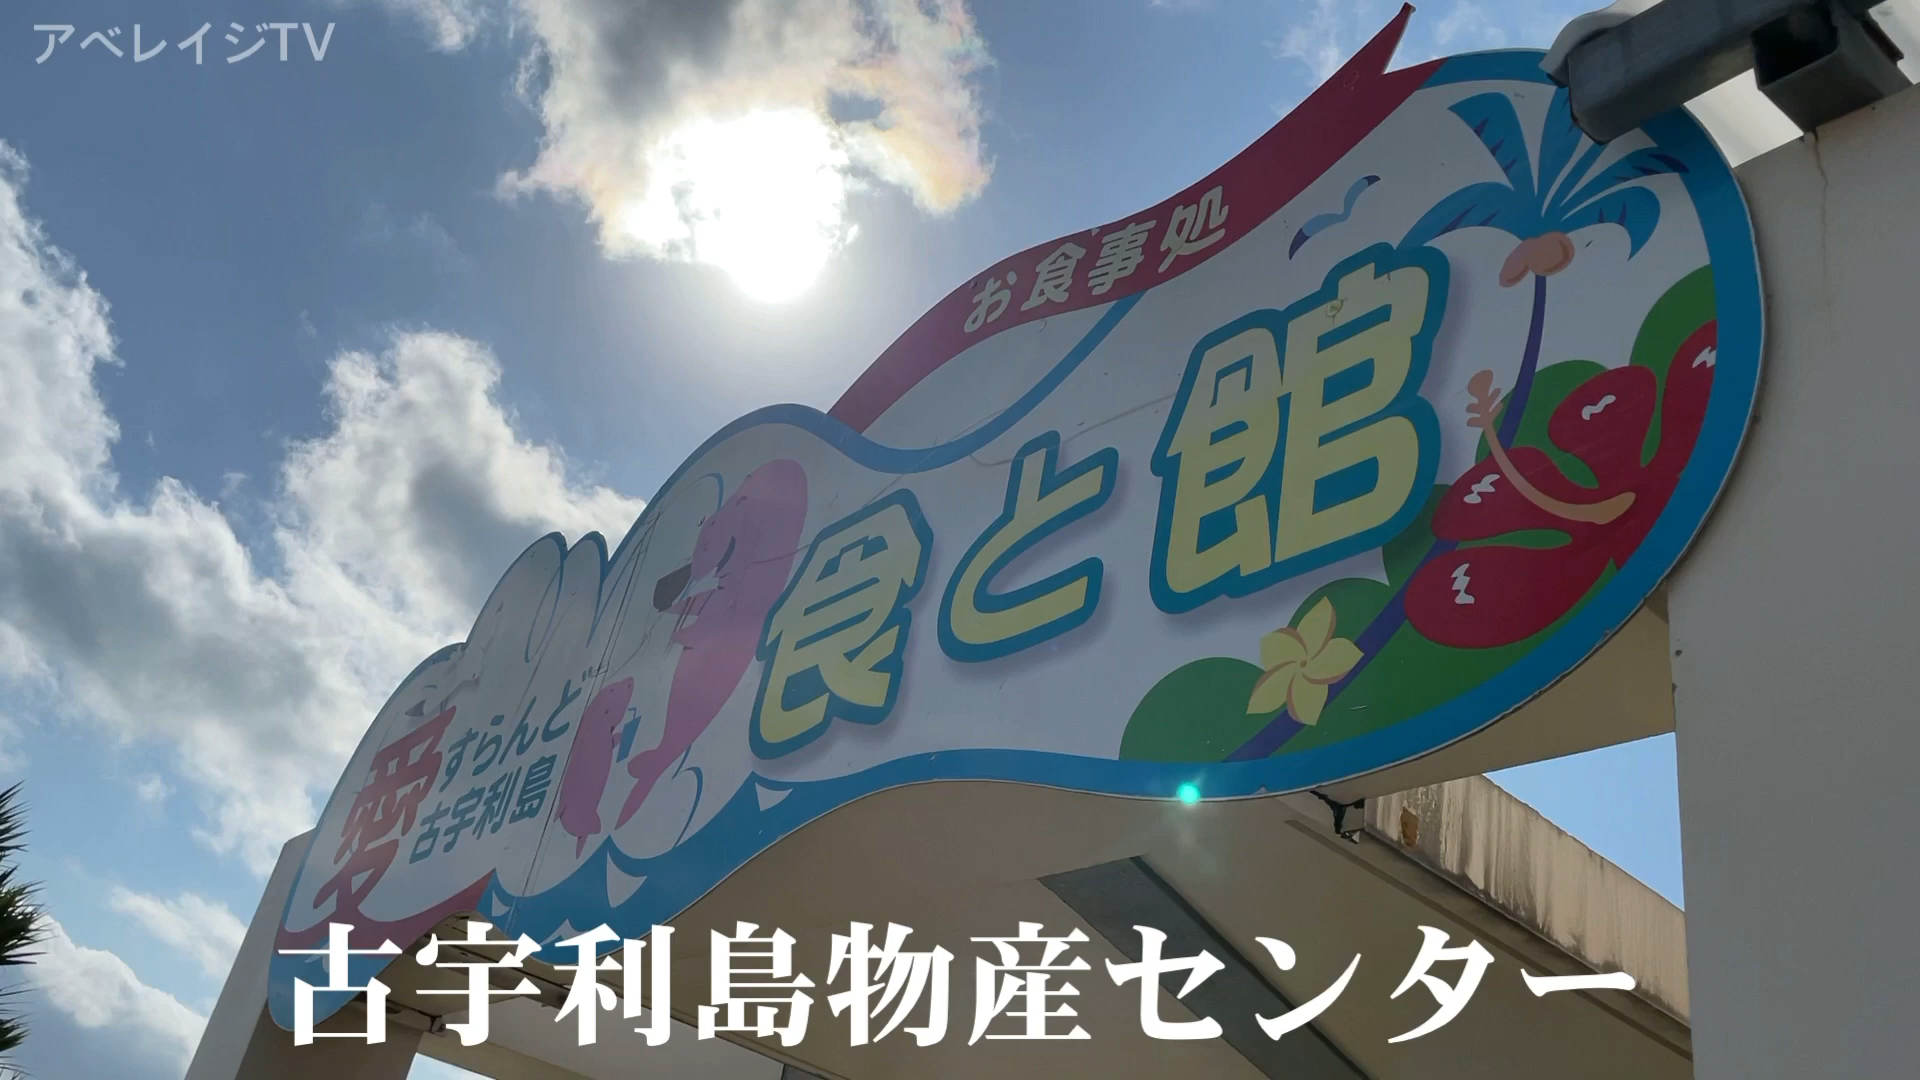 アベレイジTV
お食事処
食と館
愛すらんど
古宇利島
古宇利島物産センター